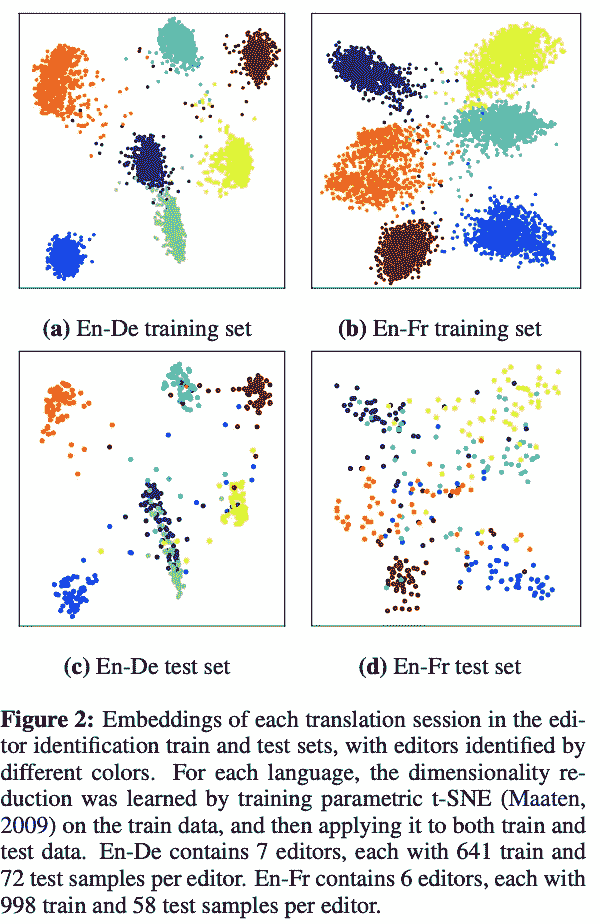 (a) En-De training set
(b) En-Fr training set
(c) En-De test set
(d) En-Fr test set
Figure 2: Embeddings of each translation session in the edi-
tor identification train and test sets, with editors identified by
different colors. For each language, the dimensionality re-
duction was learned by training parametric t-SNE (Maaten,
2009) on the train data, and then applying it to both train and
test data. En-De contains 7 editors, each with 641 train and
72 test samples per editor. En-Fr contains 6 editors, each with
998 train and 58 test samples per editor.